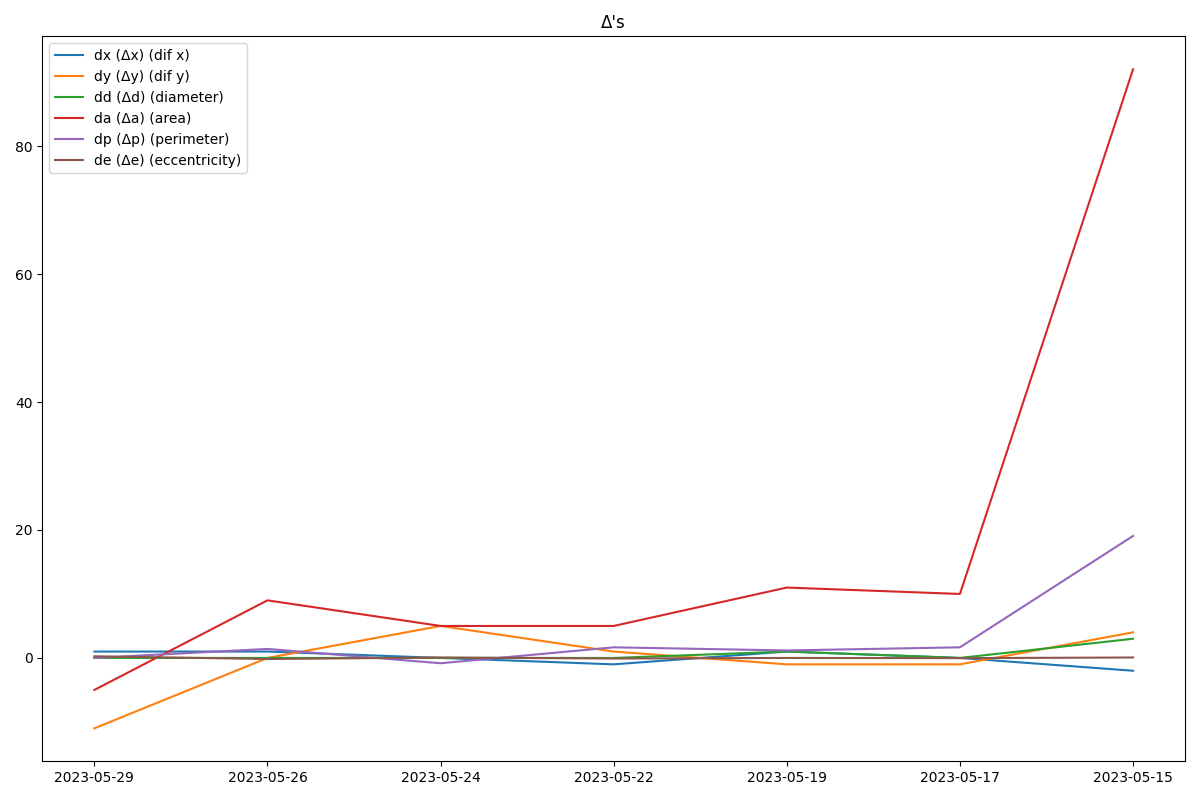 Δ's
dx (Δx) (dif x)
dy (Δy) (dif y)
dd (Δd) (diameter)
da (Δa) (area)
dp (Δp) (perimeter)
de (Δe) (eccentricity)
80
60
40
20
0
2023-05-29 2023-05-26 2023-05-24 2023-05-22 2023-05-19 2023-05-17 2023-05-15